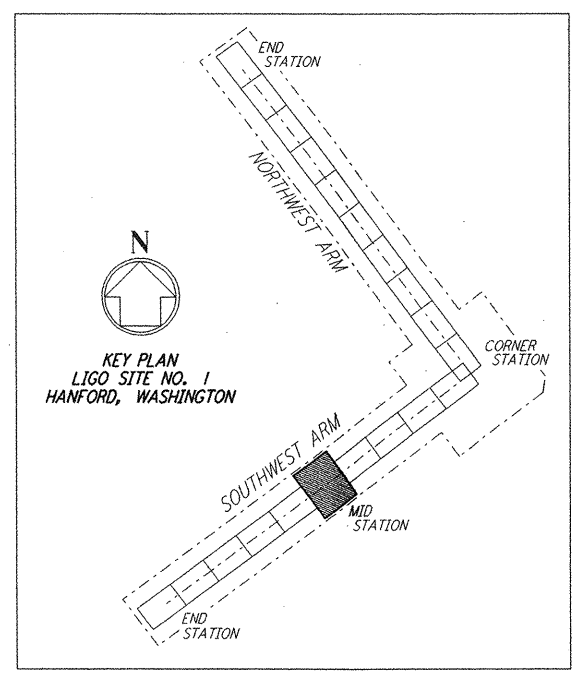 END
STATION
NORTHWEST ARM
N
KEY PLAN
LIGO SITE NO. 1
HANFORD, WASHINGTON
CORNER
STATION
SOUTHWEST ARM
MID
STATION
END
STATION